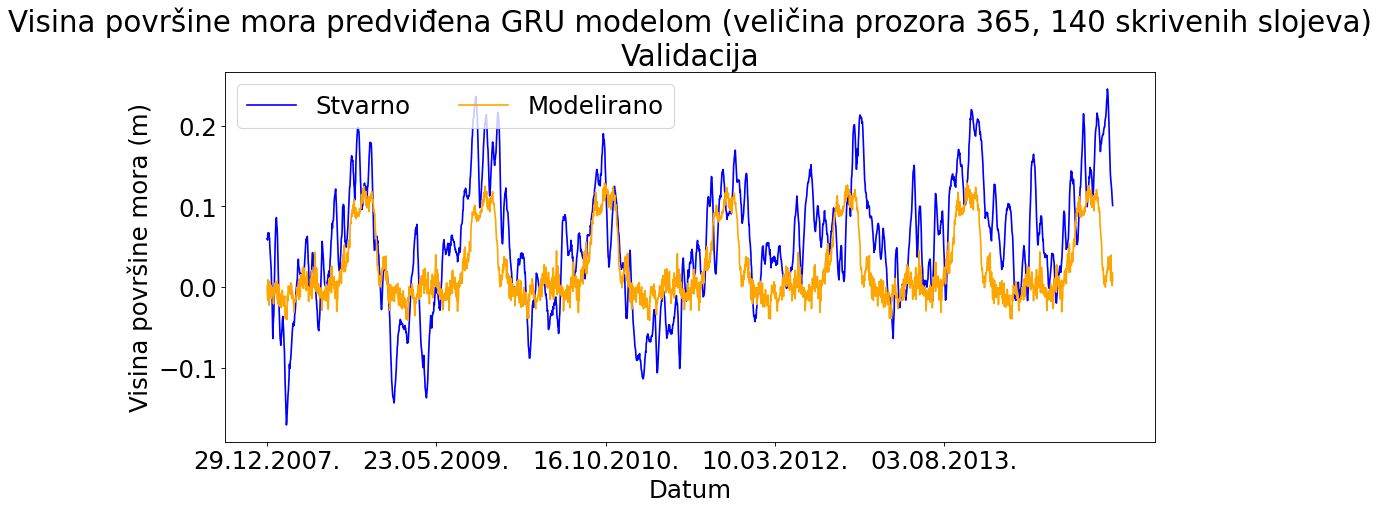 Visina površine mora predviđena GRU modelom (veličina prozora 365, 140 skrivenih slojeva)
Validacija
Stvarno
Modelirano
Visina površine mora (m)
0.2
0.1
0.0
−0.1
29.12.2007.
23.05.2009.
16.10.2010.
10.03.2012.
03.08.2013.
Datum